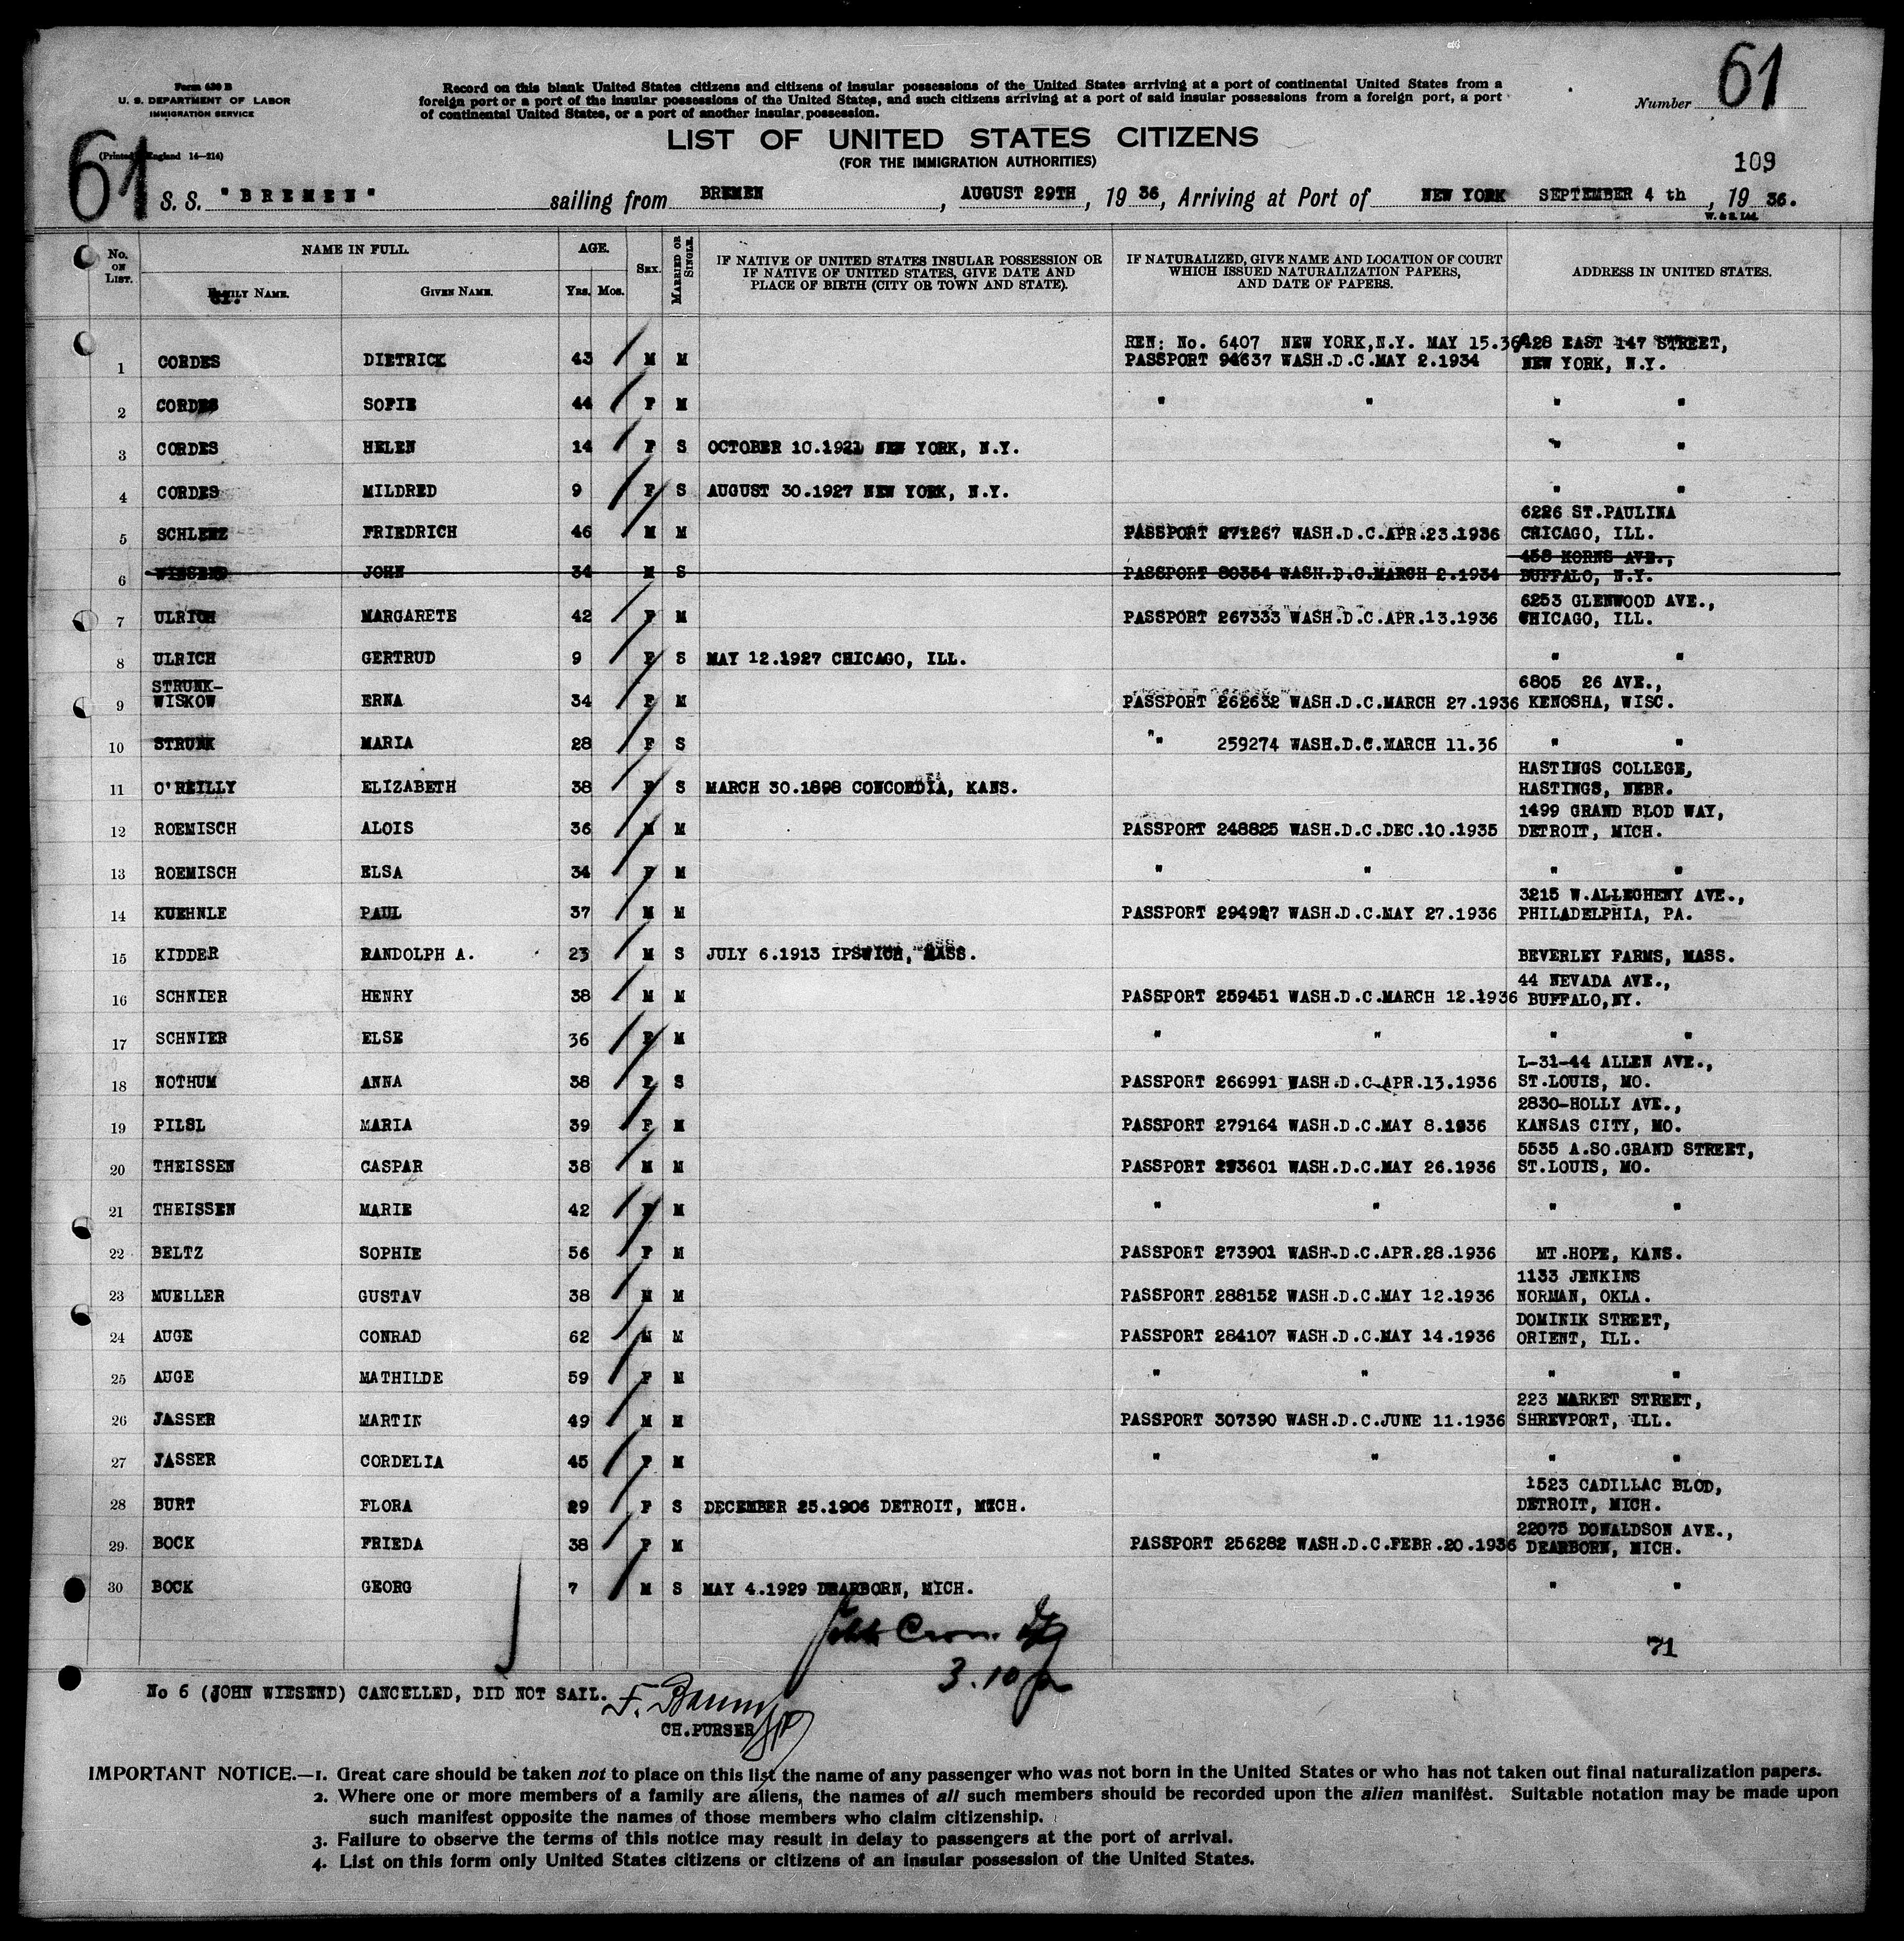 61
Form 630 B
U. S. DEPARTMENT OF LABOR
IMMIGRATION SERVICE
Record on this blank United States citizens and citizens of insular possessions of the United States arriving at a port of continental United States from a
foreign port or a port of the insular possessions of the United States, and such citizens arriving at a port of said insular possessions from a foreign port, a port
of continental United States, or a port of another insular possession.
Number
61
(Printed England 14—214)
LIST OF UNITED STATES CITIZENS
(FOR THE IMMIGRATION AUTHORITIES)
109
S. S. "BREMEN" sailing from BREMEN, AUGUST 29TH, 1936, Arriving at Port of NEW YORK SEPTEMBER 4 th, 1936.
W. & S. Ltd.
No. ON LIST. NAME IN FULL. AGE. SEX. MARRIED OR SINGLE. IF NATIVE OF UNITED STATES INSULAR POSSESSION OR IF NATIVE OF UNITED STATES, GIVE DATE AND PLACE OF BIRTH (CITY OR TOWN AND STATE). IF NATURALIZED, GIVE NAME AND LOCATION OF COURT WHICH ISSUED NATURALIZATION PAPERS, AND DATE OF PAPERS. ADDRESS IN UNITED STATES.
FAMILY NAME. GIVEN NAME. YRS. MOS.
REN: No. 6407 NEW YORK,N.Y. MAY 15.36 428 EAST 147 STREET,
1 CORDES DIETRICK 43 M M PASSPORT 94637 WASH.D.C.MAY 2.1934 NEW YORK, N.Y.
2 CORDES SOFIE 44 F M " " " "
3 CORDES HELEN 14 F S OCTOBER 10.1921 NEW YORK, N.Y. " "
4 CORDES MILDRED 9 F S AUGUST 30.1927 NEW YORK, N.Y. " "
6226 ST.PAULINA
5 SCHLENZ FRIEDRICH 46 M M PASSPORT 271267 WASH.D.C.APR.23.1936 CHICAGO, ILL.
458 KORNS AVE.,
6 JOHN 34 M S PASSPORT 80354 WASH.D.C.MARCH 2.1934 BUFFALO, N.Y.
6253 GLENWOOD AVE.,
7 ULRICH MARGARETE 42 F M PASSPORT 267333 WASH.D.C.APR.13.1936 CHICAGO, ILL.
8 ULRICH GERTRUD 9 F S MAY 12.1927 CHICAGO, ILL. " "
STRUNK- 6805 26 AVE.,
9 WISKOW ERNA 34 F M PASSPORT 262632 WASH.D.C.MARCH 27.1936 KENOSHA, WISC.
10 STRUNK MARIA 28 F S " 259274 WASH.D.C.MARCH 11.36 " "
HASTINGS COLLEGE,
11 O'REILLY ELIZABETH 38 F S MARCH 30.1898 CONCORDIA, KANS. HASTINGS, NEBR.
1499 GRAND BLOD WAY,
12 ROEMISCH ALOIS 36 M M PASSPORT 248825 WASH.D.C.DEC.10.1935 DETROIT, MICH.
13 ROEMISCH ELSA 34 F M " " " "
3215 W.ALLEGHENY AVE.,
14 KUEHNLE PAUL 37 M M PASSPORT 294927 WASH.D.C.MAY 27.1936 PHILADELPHIA, PA.
15 KIDDER RANDOLPH A. 23 M S JULY 6.1913 IPSWICH, MASS. BEVERLEY FARMS, MASS.
44 NEVADA AVE.,
16 SCHNIER HENRY 38 M M PASSPORT 259451 WASH.D.C.MARCH 12.1936 BUFFALO,NY.
17 SCHNIER ELSE 36 F M " " " "
L-31-44 ALLEN AVE.,
18 NOTHUM ANNA 38 F S PASSPORT 266991 WASH.D.C.APR.13.1936 ST.LOUIS, MO.
2830-HOLLY AVE.,
19 PILSL MARIA 39 F M PASSPORT 279164 WASH.D.C.MAY 8.1936 KANSAS CITY, MO.
5535 A.SO.GRAND STREET,
20 THEISSEN CASPAR 38 M M PASSPORT 293601 WASH.D.C.MAY 26.1936 ST.LOUIS, MO.
21 THEISSEN MARIE 42 F M " " " "
22 BELTZ SOPHIE 56 F M PASSPORT 273901 WASH.D.C.APR.28.1936 MT.HOPE, KANS.
1133 JENKINS
23 MUELLER GUSTAV 38 M M PASSPORT 288152 WASH.D.C.MAY 12.1936 NORMAN, OKLA.
DOMINIK STREET,
24 AUGE CONRAD 62 M M PASSPORT 284107 WASH.D.C.MAY 14.1936 ORIENT, ILL.
25 AUGE MATHILDE 59 F M " " " "
223 MARKET STREET,
26 JASSER MARTIN 49 M M PASSPORT 307390 WASH.D.C.JUNE 11.1936 SHREVPORT, ILL.
27 JASSER CORDELIA 45 F M " " " "
1523 CADILLAC BLOD,
28 BURT FLORA 29 F S DECEMBER 25.1906 DETROIT, MICH. DETROIT, MICH.
22075 DONALDSON AVE.,
29 BOCK FRIEDA 38 F M PASSPORT 256282 WASH.D.C.FEBR.20.1936 DEARBORN, MICH.
30 BOCK GEORG 7 M S MAY 4.1929 DEARBORN, MICH. " "
71
3.10 p
No 6 (JOHN WIESEND) CANCELLED, DID NOT SAIL.
CH.PURSER
IMPORTANT NOTICE.—1. Great care should be taken not to place on this list the name of any passenger who was not born in the United States or who has not taken out final naturalization papers.
2. Where one or more members of a family are aliens, the names of all such members should be recorded upon the alien manifest. Suitable notation may be made upon
such manifest opposite the names of those members who claim citizenship.
3. Failure to observe the terms of this notice may result in delay to passengers at the port of arrival.
4. List on this form only United States citizens or citizens of an insular possession of the United States.